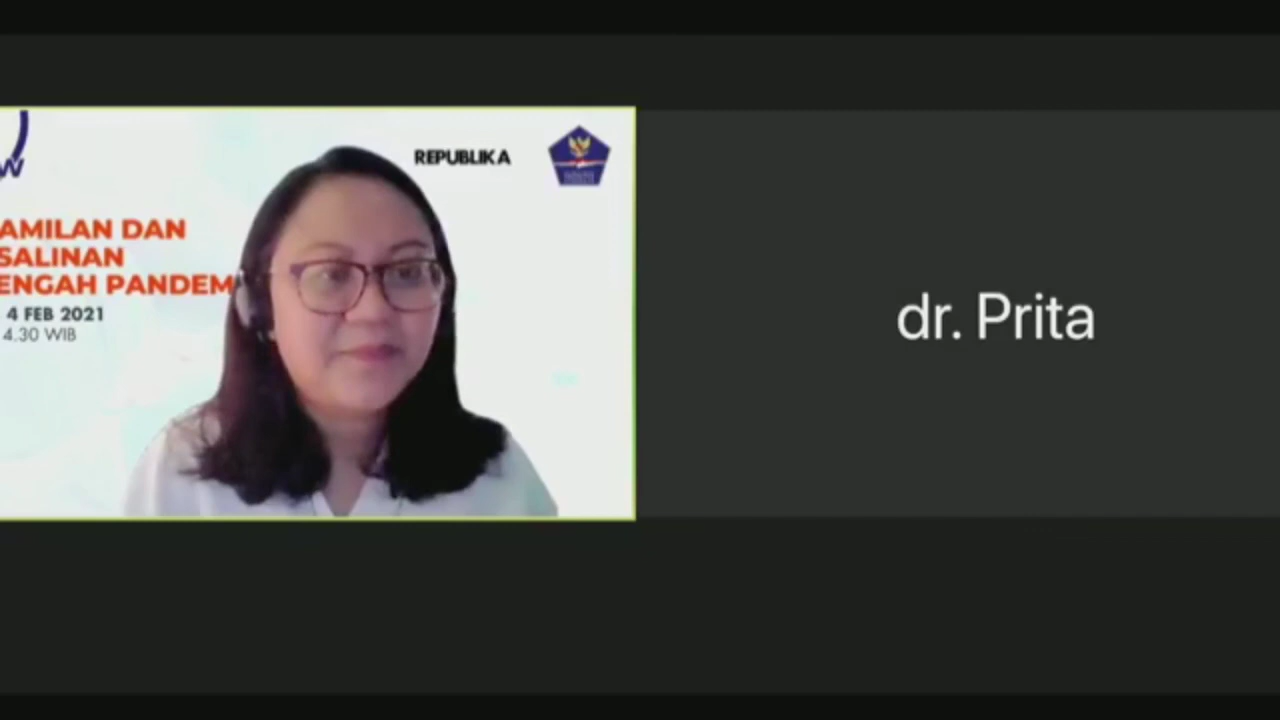 W
REPUBLIKA
AMILAN DAN
SALINAN
ENGAH PANDEM
4 FEB 2021
4.30 WIB
dr. Prita